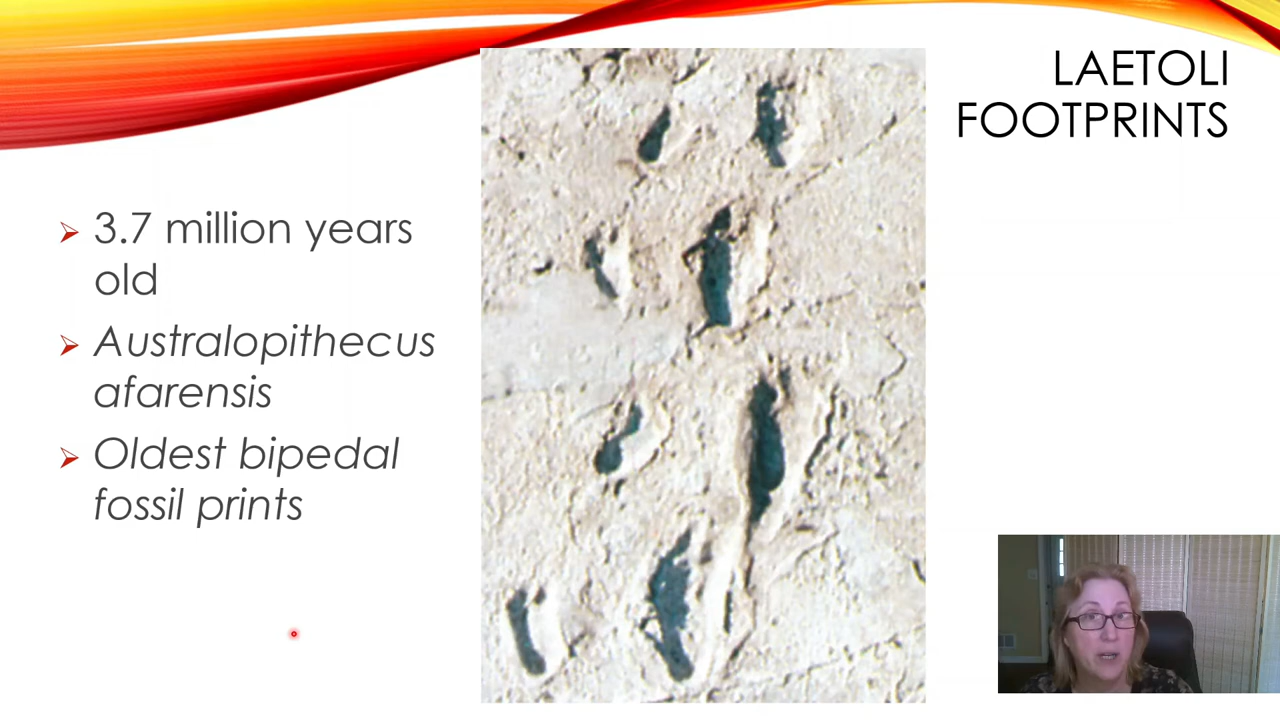 LAETOLI
FOOTPRINTS
3.7 million years
old
Australopithecus
afarensis
Oldest bipedal
fossil prints